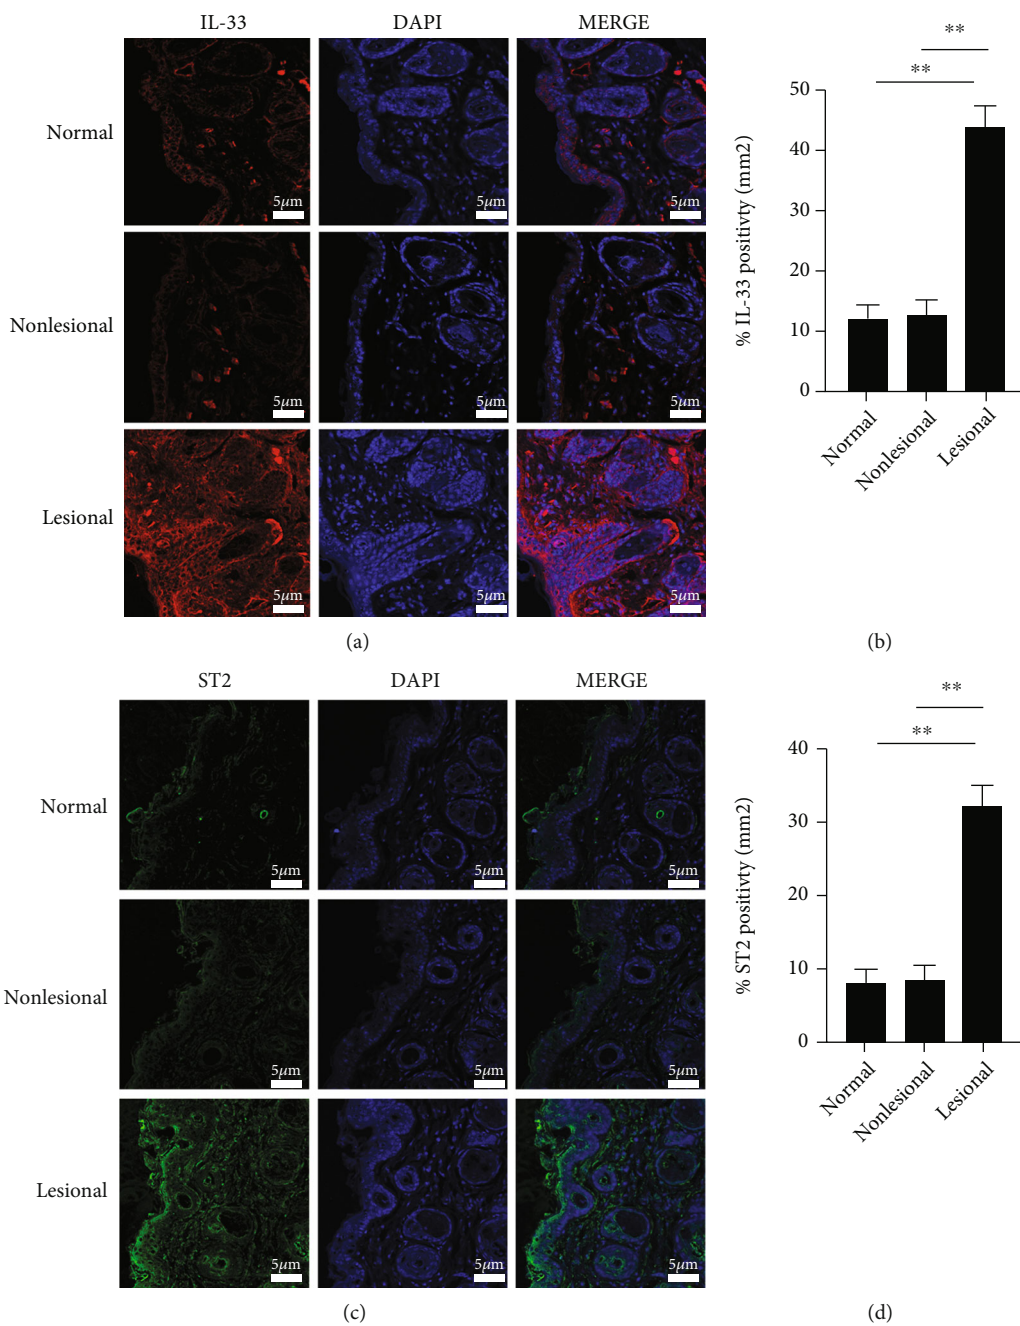 IL-33 DAPI MERGE
Normal
5μm 5μm 5μm
Nonlesional
5μm 5μm 5μm
Lesional
5μm 5μm 5μm
(a)
**
**
% IL-33 positivty (mm2)
50
40
30
20
10
0
Normal
Nonlesional
Lesional
(b)
ST2 DAPI MERGE
Normal
5μm 5μm 5μm
Nonlesional
5μm 5μm 5μm
Lesional
5μm 5μm 5μm
(c)
**
**
% ST2 positivty (mm2)
40
30
20
10
0
Normal
Nonlesional
Lesional
(d)